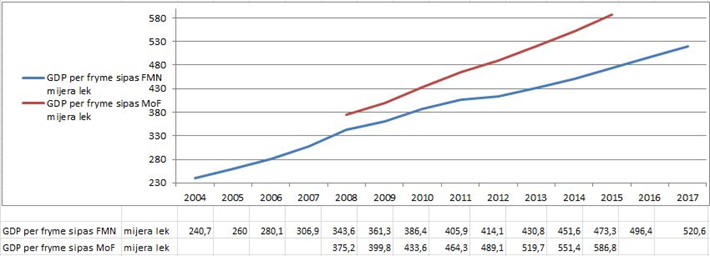 580
530
480
430
380
330
280
230
GDP per fryme sipas FMN
mijera lek
GDP per fryme sipas MoF
mijera lek
2004 2005 2006 2007 2008 2009 2010 2011 2012 2013 2014 2015 2016 2017
GDP per fryme sipas FMN mijera lek 240,7 260 280,1 306,9 343,6 361,3 386,4 405,9 414,1 430,8 451,6 473,3 496,4 520,6
GDP per fryme sipas MoF mijera lek 375,2 399,8 433,6 464,3 489,1 519,7 551,4 586,8